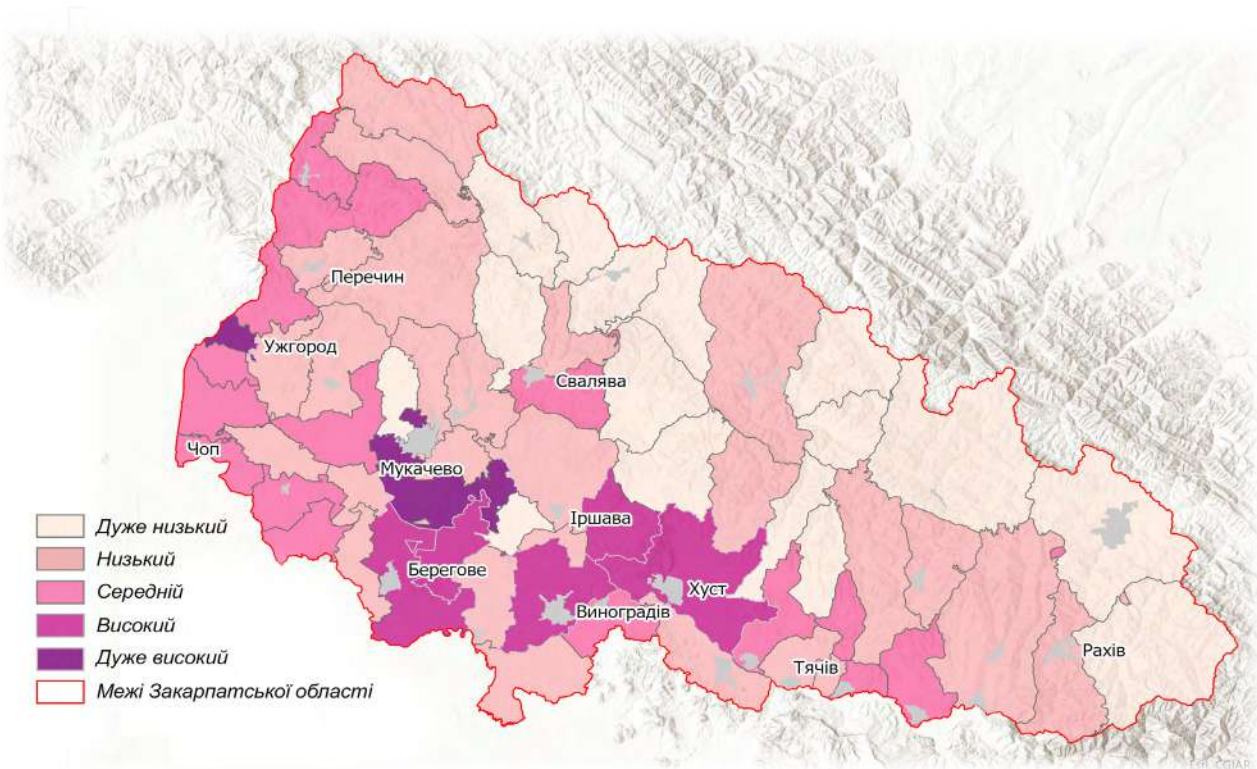 Перечин
Ужгород
Свалява
Чоп
Мукачево
Іршава
Берегове
Хуст
Виноградів
Тячів
Рахів
Дуже низький
Низький
Середній
Високий
Дуже високий
Межі Закарпатської області